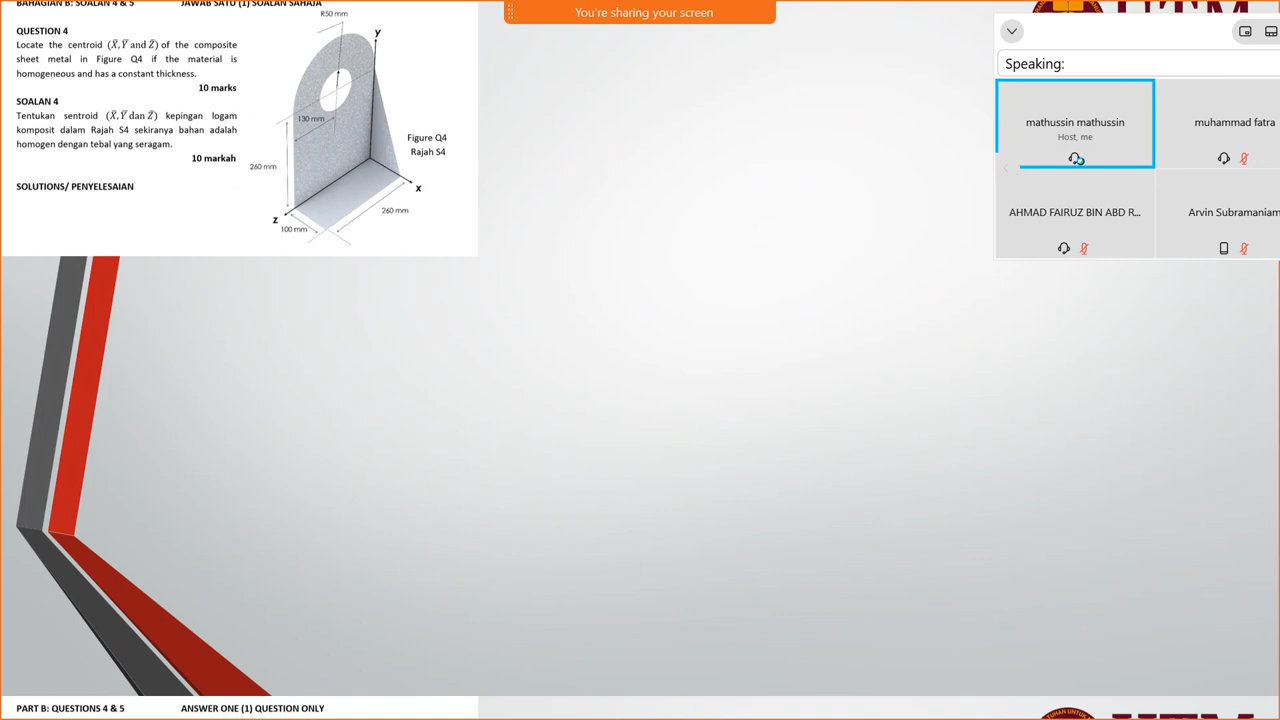 BAHAGIAN B: SOALAN 4 & 5 JAWAB SATU (1) SOALAN SAHAJA
You're sharing your screen
QUESTION 4
Locate the centroid (X̄, Ȳ and Z̄) of the composite
sheet metal in Figure Q4 if the material is
homogeneous and has a constant thickness.
10 marks
SOALAN 4
Tentukan sentroid (X̄, Ȳ dan Z̄) kepingan logam
komposit dalam Rajah S4 sekiranya bahan adalah
homogen dengan tebal yang seragam.
10 markah
SOLUTIONS/ PENYELESAIAN
R50 mm
y
130 mm
260 mm
Figure Q4
Rajah S4
x
z
260 mm
100 mm
Speaking:
mathussin mathussin
Host, me
muhammad fatra
AHMAD FAIRUZ BIN ABD R...
Arvin Subramaniam
PART B: QUESTIONS 4 & 5 ANSWER ONE (1) QUESTION ONLY